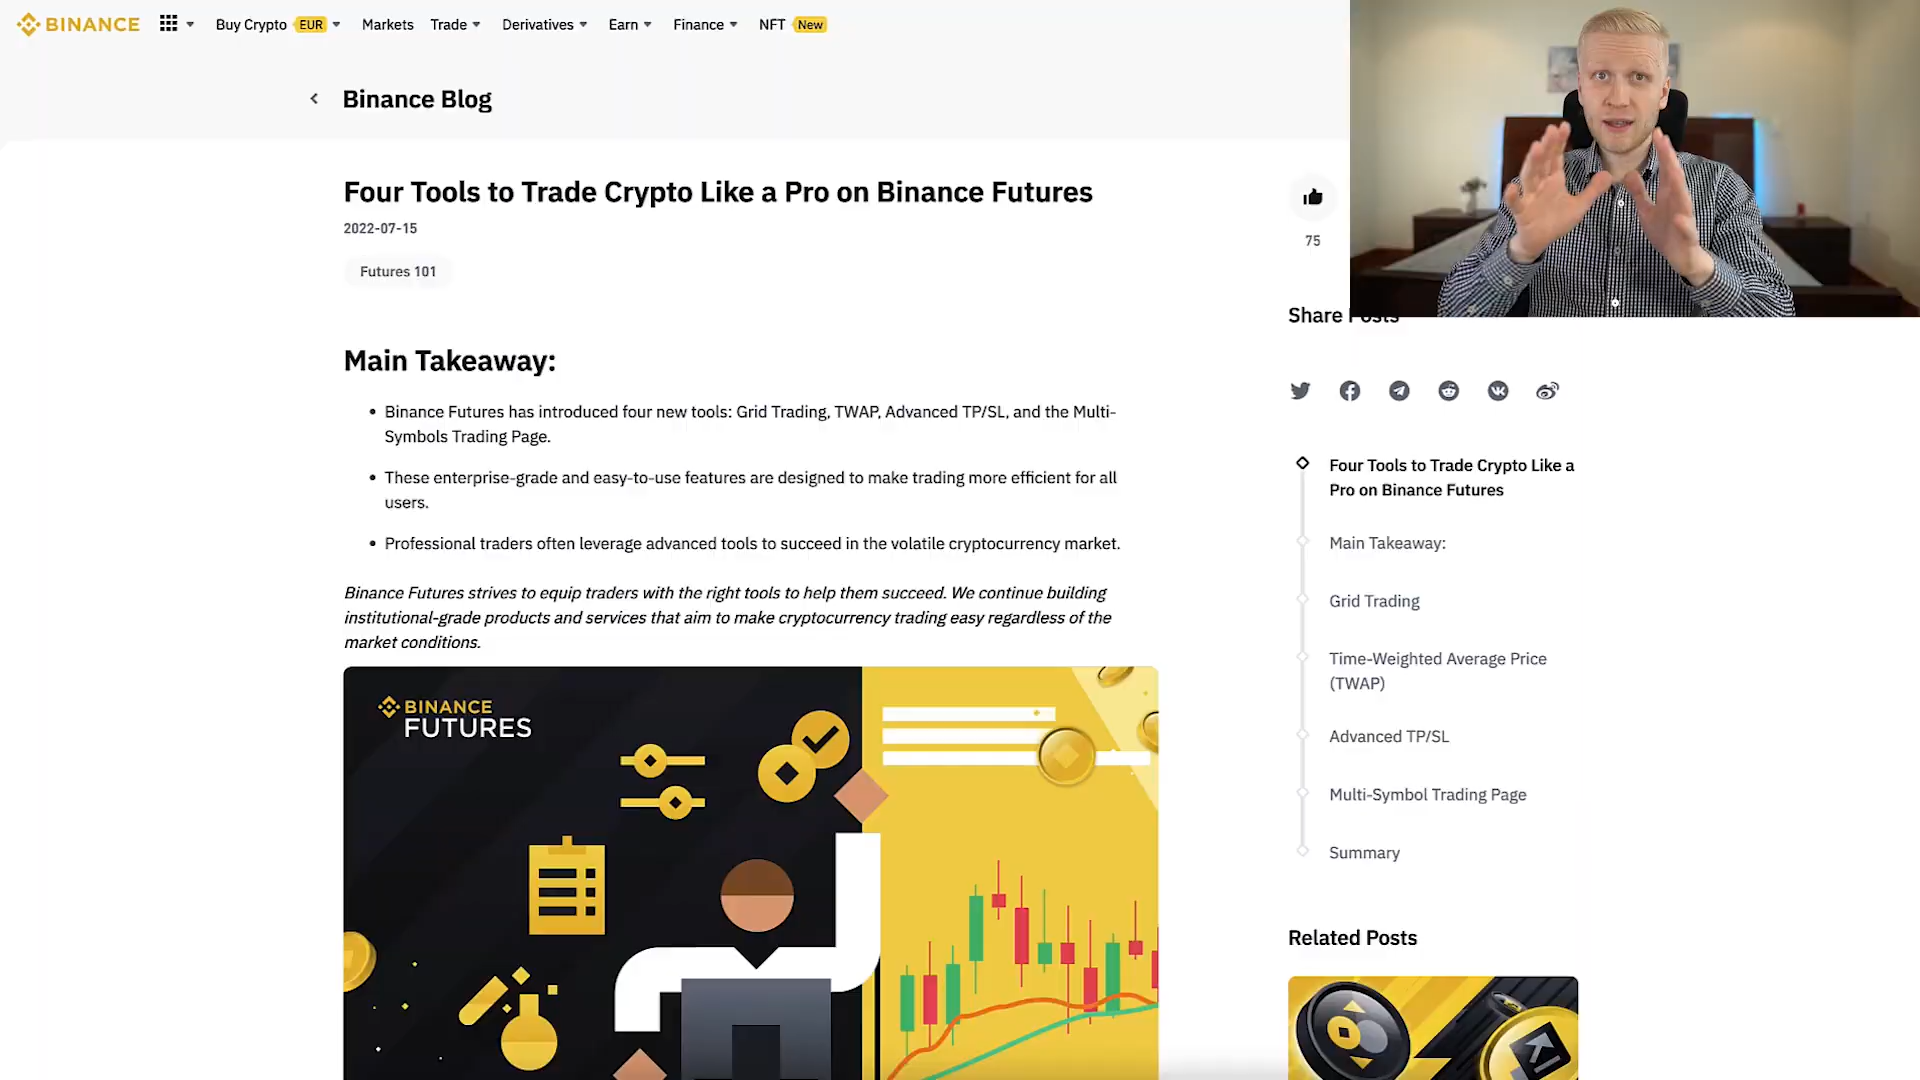 BINANCE
Buy Crypto EUR
Markets
Trade
Derivatives
Earn
Finance
NFT New
Binance Blog
Four Tools to Trade Crypto Like a Pro on Binance Futures
2022-07-15
Futures 101
75
Main Takeaway:
Binance Futures has introduced four new tools: Grid Trading, TWAP, Advanced TP/SL, and the Multi-
Symbols Trading Page.
These enterprise-grade and easy-to-use features are designed to make trading more efficient for all
users.
Professional traders often leverage advanced tools to succeed in the volatile cryptocurrency market.
Binance Futures strives to equip traders with the right tools to help them succeed. We continue building
institutional-grade products and services that aim to make cryptocurrency trading easy regardless of the
market conditions.
BINANCE
FUTURES
Share Posts
Four Tools to Trade Crypto Like a
Pro on Binance Futures
Main Takeaway:
Grid Trading
Time-Weighted Average Price
(TWAP)
Advanced TP/SL
Multi-Symbol Trading Page
Summary
Related Posts